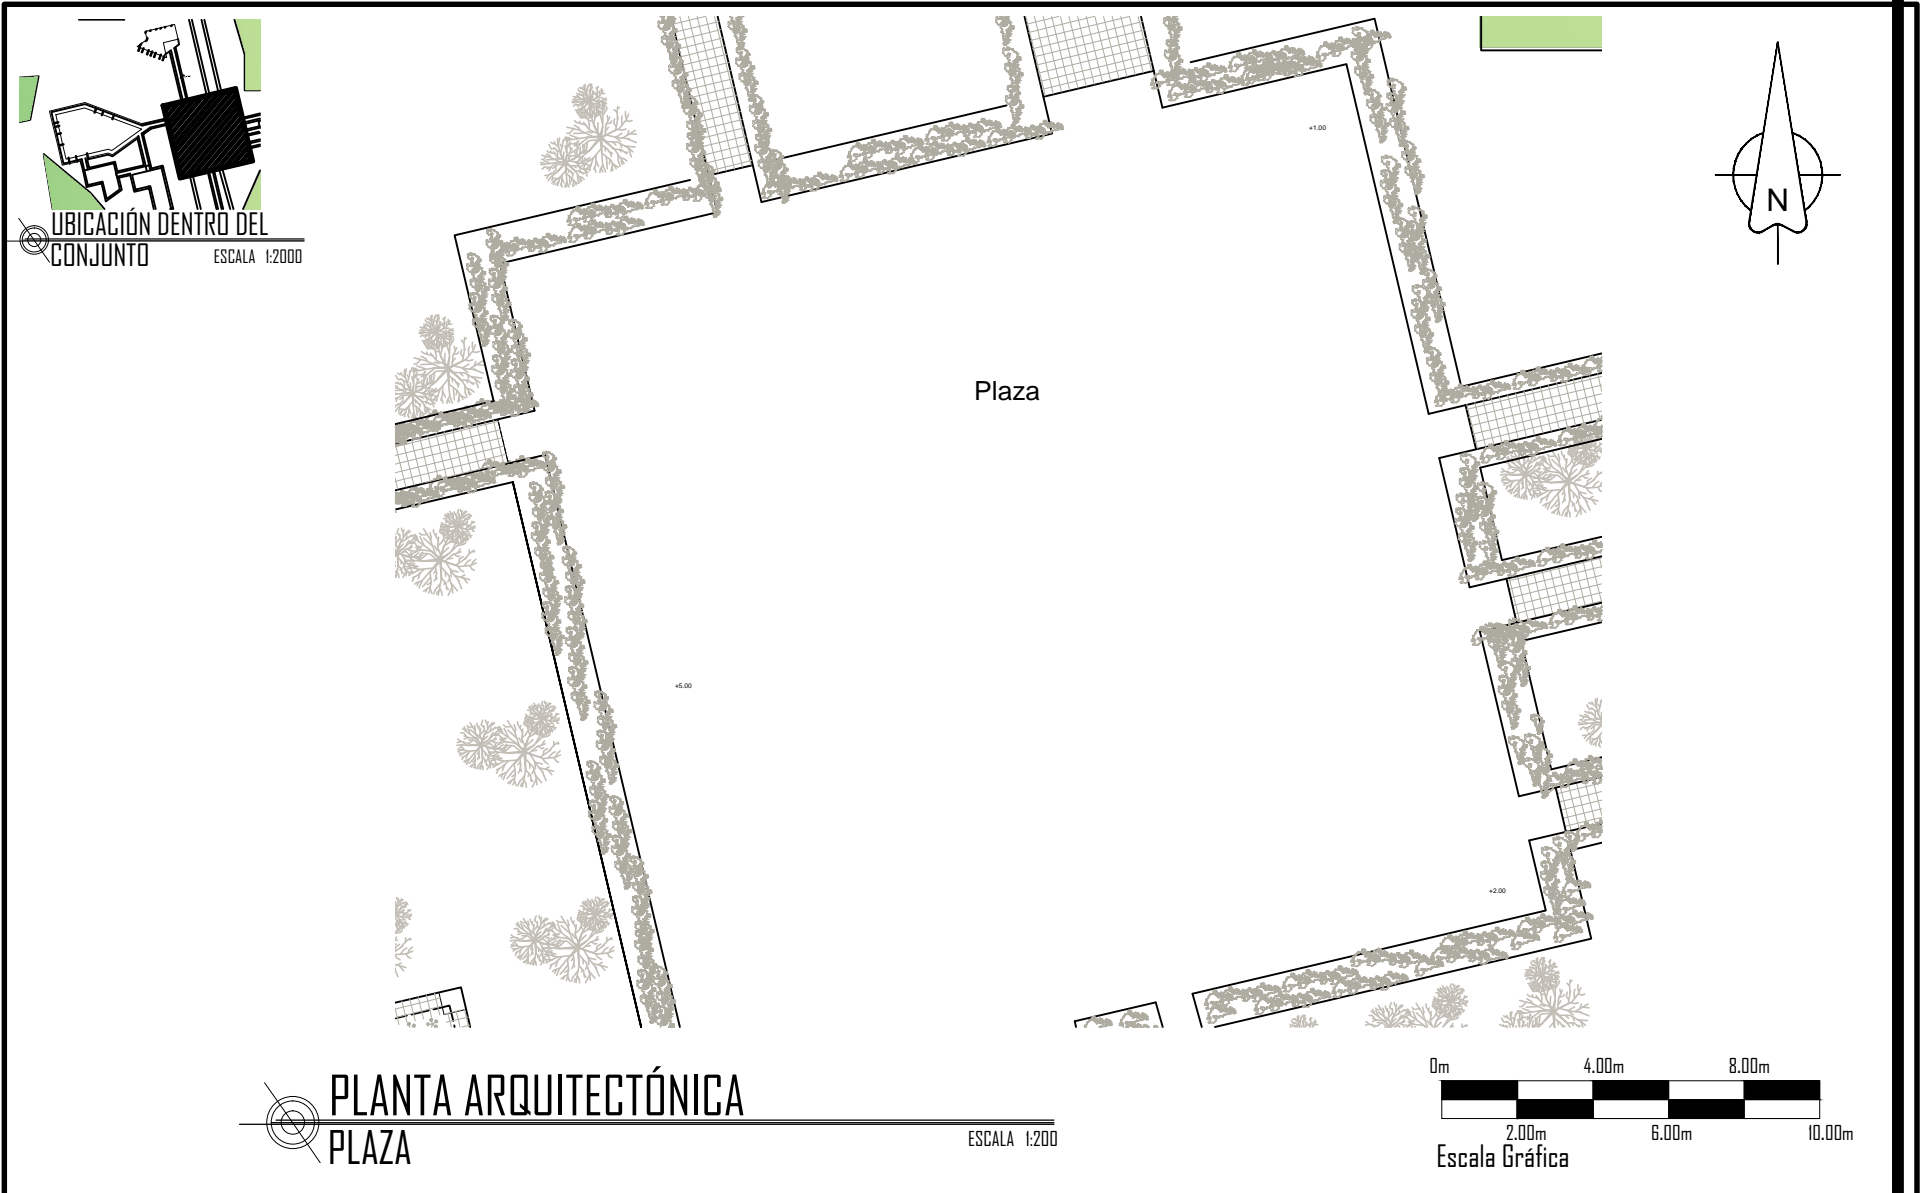 UBICACIÓN DENTRO DEL
CONJUNTO
ESCALA 1:2000
N
+1.00
Plaza
+5.00
+2.00
PLANTA ARQUITECTÓNICA
PLAZA
ESCALA 1:200
0m 4.00m 8.00m
2.00m 6.00m 10.00m
Escala Gráfica